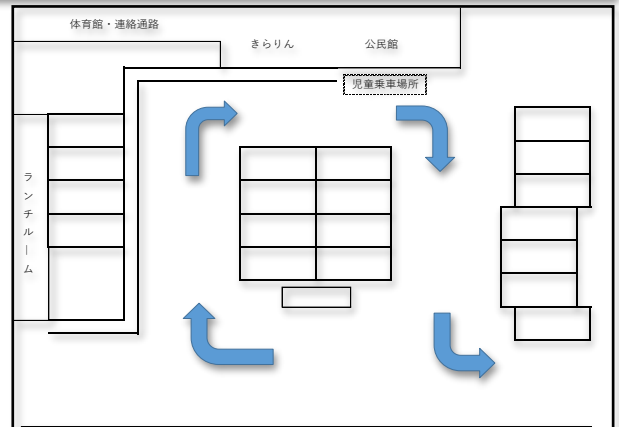 体育館・連絡通路
きらりん
公民館
児童乗車場所
ランチルーム